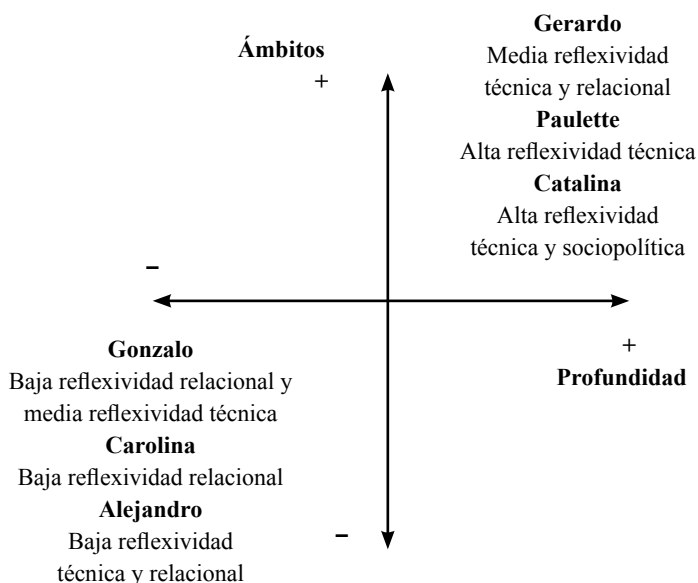 Gerardo
Ámbitos
Media reflexividad
+
técnica y relacional
Paulette
Alta reflexividad técnica
Catalina
Alta reflexividad
técnica y sociopolítica
–
+
Profundidad
Gonzalo
Baja reflexividad relacional y
media reflexividad técnica
Carolina
Baja reflexividad relacional
Alejandro
Baja reflexividad
–
técnica y relacional